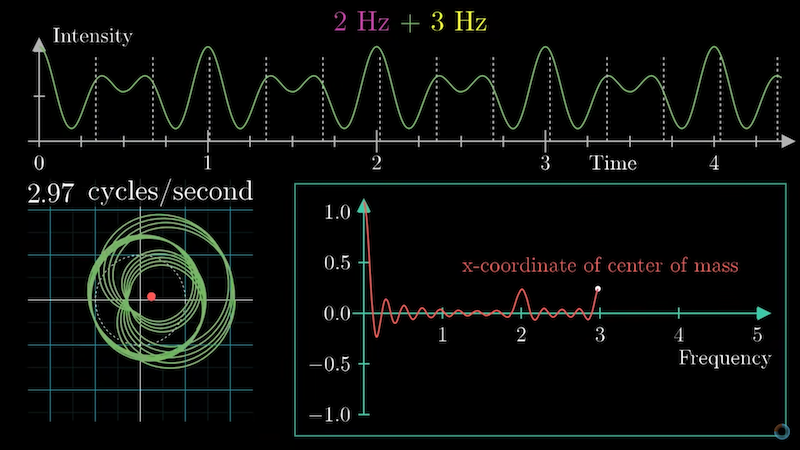 2 Hz + 3 Hz
Intensity
0 1 2 3 Time 4
2.97 cycles/second
1.0
x-coordinate of center of mass
0.5
0.0
1 2 3 4 5
Frequency
−0.5
−1.0